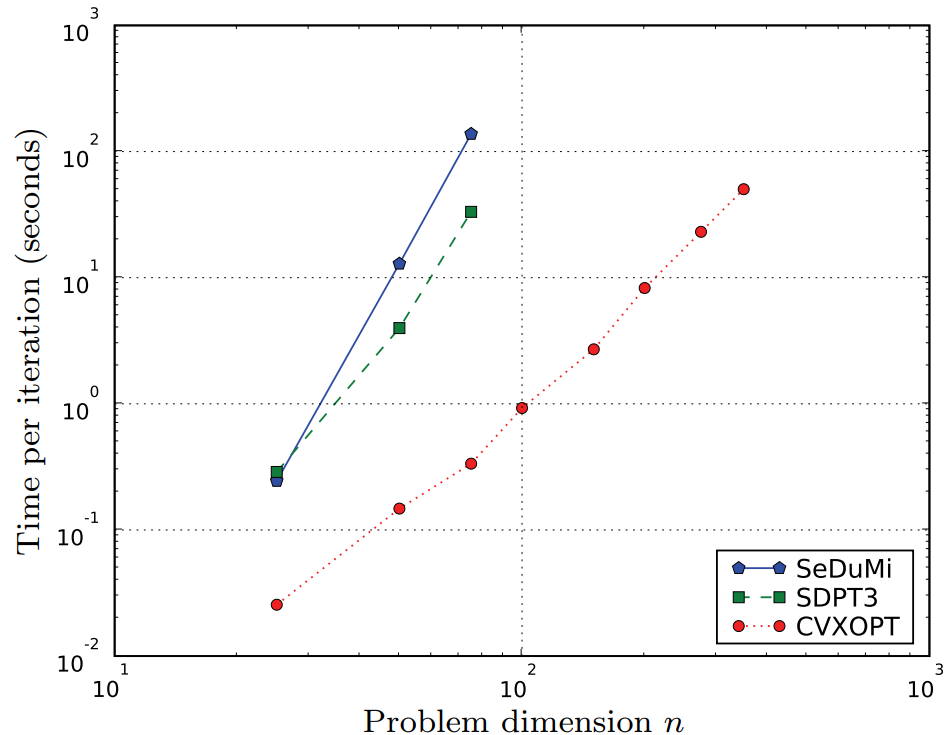 10^3
10^2
10^1
10^0
10^-1
10^-2
Time per iteration (seconds)
SeDuMi
SDPT3
CVXOPT
10^1 10^2 10^3
Problem dimension n